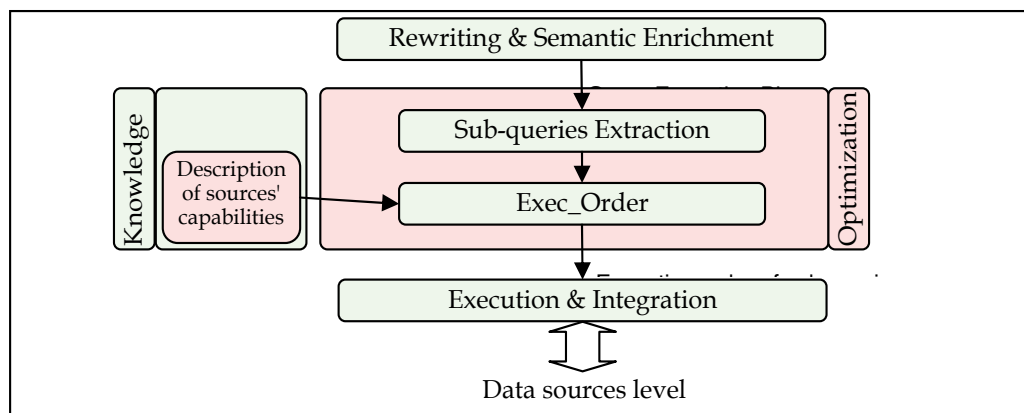 Rewriting & Semantic Enrichment
Knowledge
Description
of sources'
capabilities
Sub-queries Extraction
Exec_Order
Optimization
Execution & Integration
Data sources level